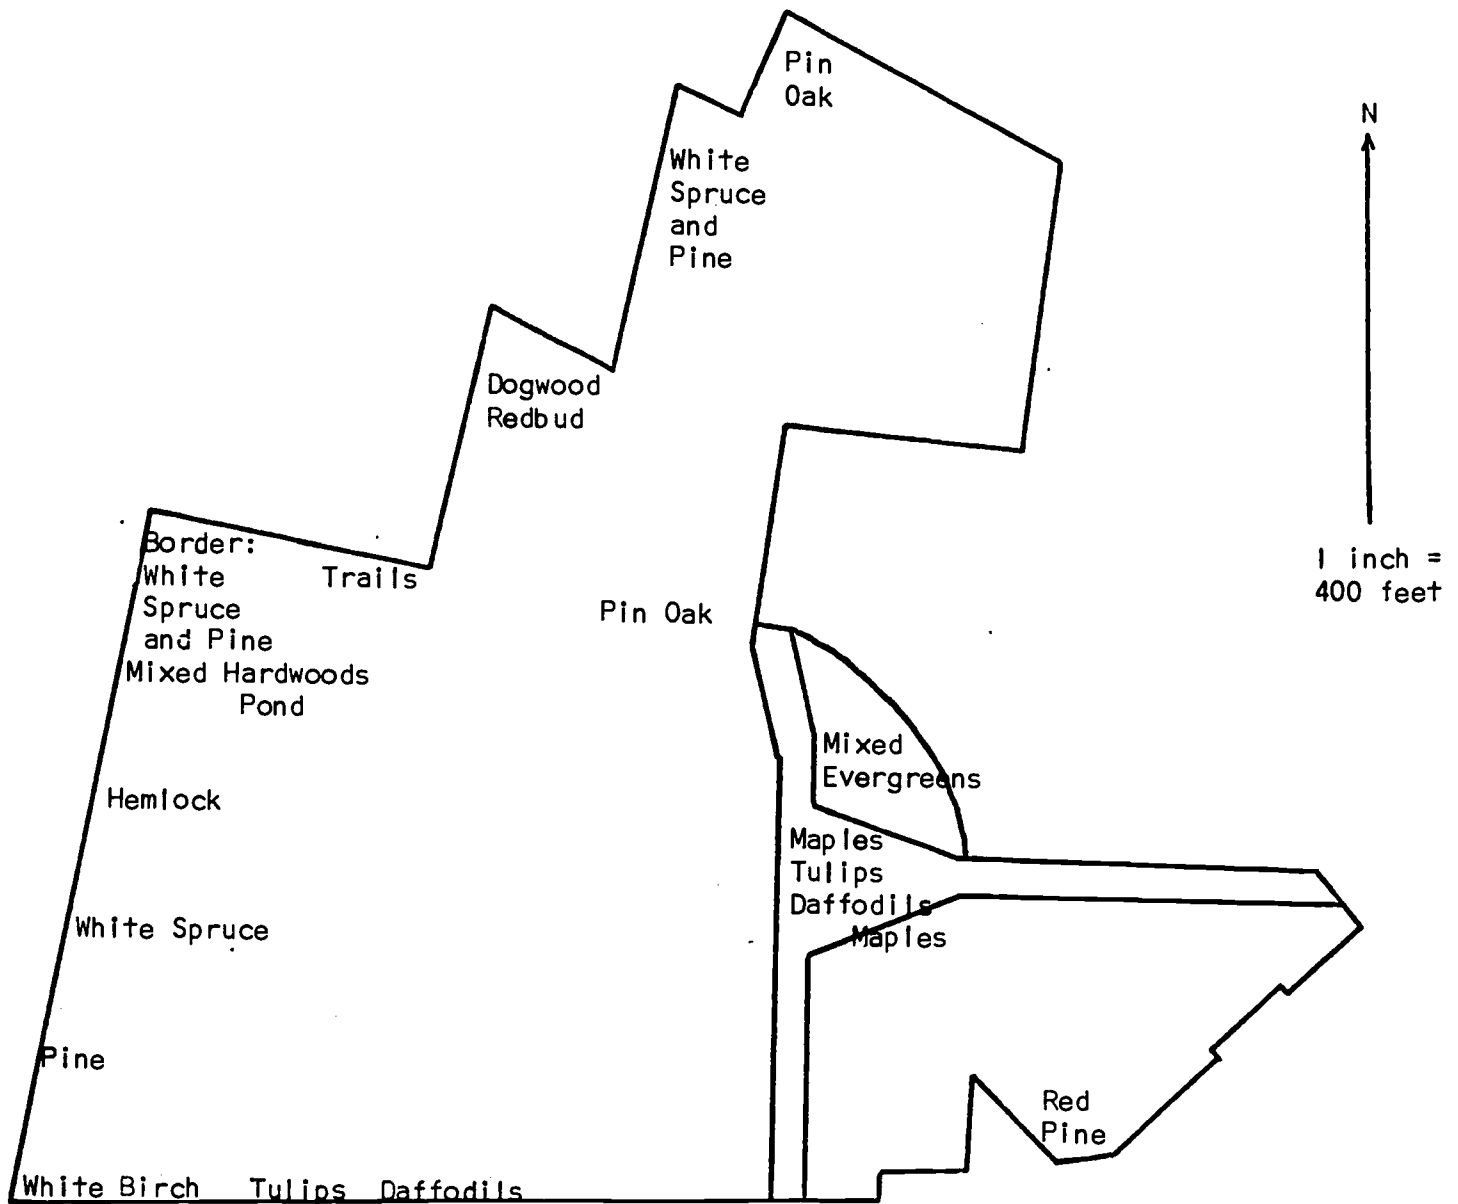 Pin
Oak
N
White
Spruce
and
Pine
Dogwood
Redbud
Border:
White Trails
Spruce
and Pine
Mixed Hardwoods
Pond
Pin Oak
1 inch =
400 feet
Mixed
Evergreens
Hemlock
Maples
Tulips
Daffodils
Maples
White Spruce
Pine
Red
Pine
White Birch Tulips Daffodils